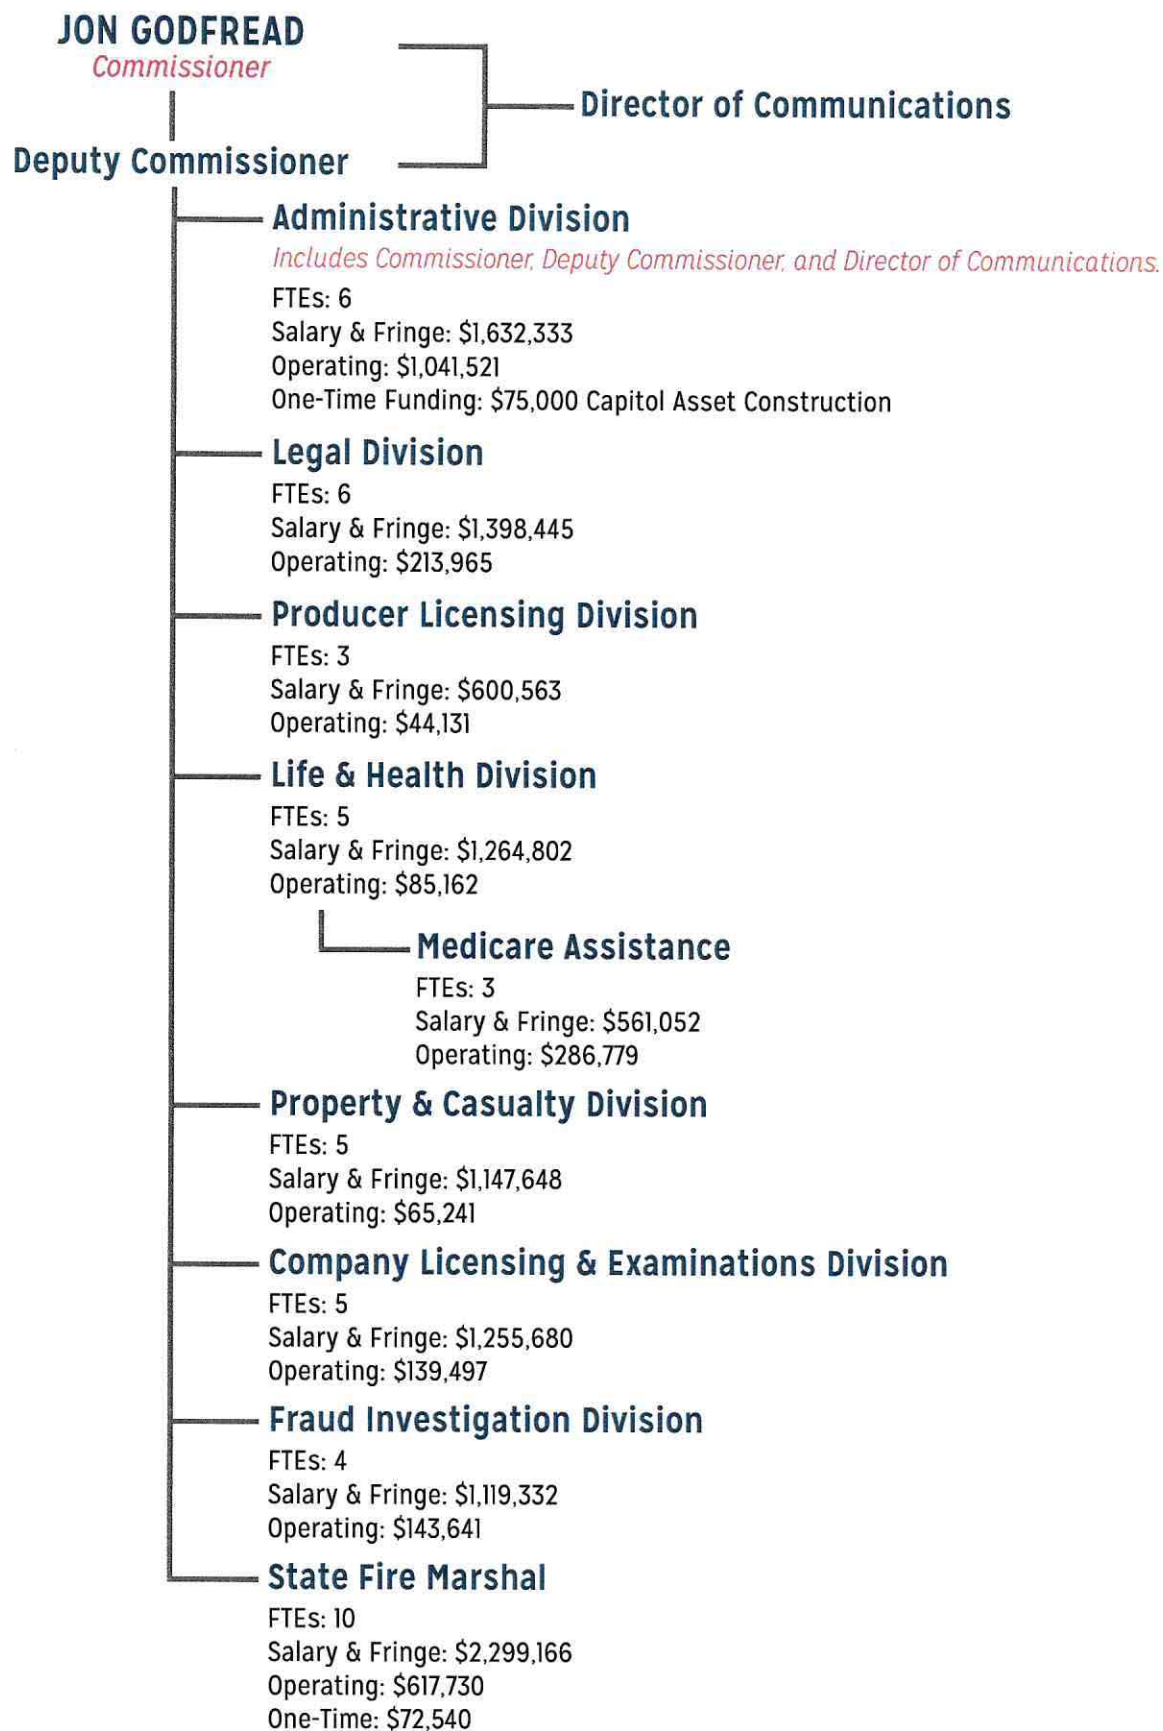 JON GODFREAD
Commissioner
Director of Communications
Deputy Commissioner
Administrative Division
Includes Commissioner, Deputy Commissioner, and Director of Communications.
FTEs: 6
Salary & Fringe: $1,632,333
Operating: $1,041,521
One-Time Funding: $75,000 Capitol Asset Construction
Legal Division
FTEs: 6
Salary & Fringe: $1,398,445
Operating: $213,965
Producer Licensing Division
FTEs: 3
Salary & Fringe: $600,563
Operating: $44,131
Life & Health Division
FTEs: 5
Salary & Fringe: $1,264,802
Operating: $85,162
Medicare Assistance
FTEs: 3
Salary & Fringe: $561,052
Operating: $286,779
Property & Casualty Division
FTEs: 5
Salary & Fringe: $1,147,648
Operating: $65,241
Company Licensing & Examinations Division
FTEs: 5
Salary & Fringe: $1,255,680
Operating: $139,497
Fraud Investigation Division
FTEs: 4
Salary & Fringe: $1,119,332
Operating: $143,641
State Fire Marshal
FTEs: 10
Salary & Fringe: $2,299,166
Operating: $617,730
One-Time: $72,540